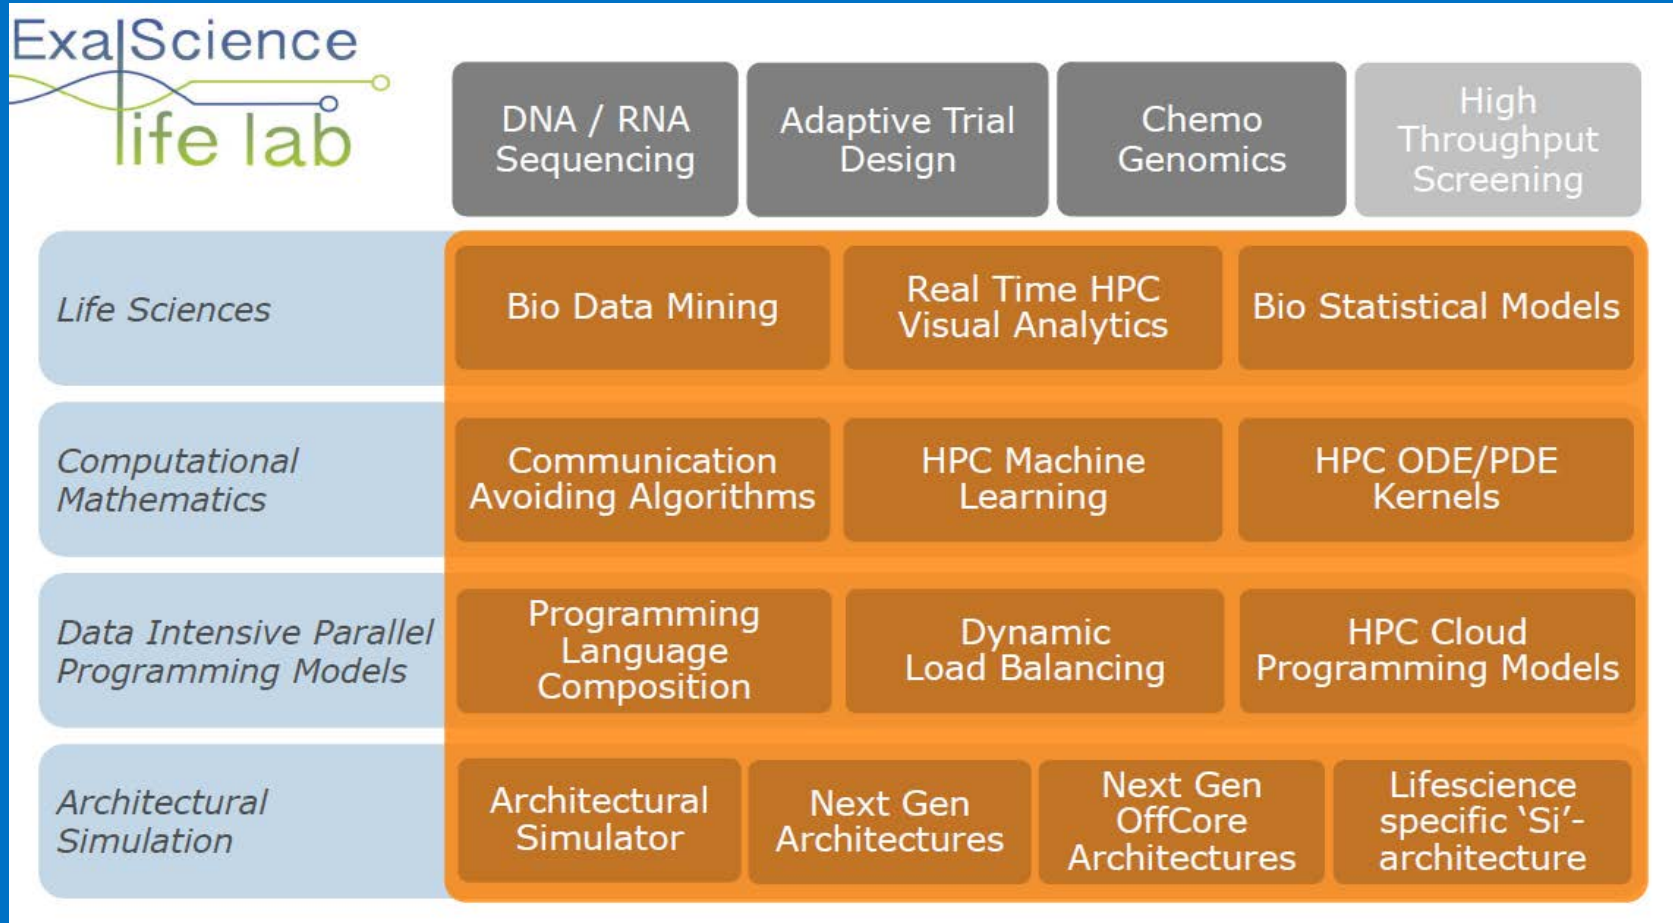 ExaScience
life lab
DNA / RNA
Sequencing
Adaptive Trial
Design
Chemo
Genomics
High
Throughput
Screening
Life Sciences
Bio Data Mining
Real Time HPC
Visual Analytics
Bio Statistical Models
Computational
Mathematics
Communication
Avoiding Algorithms
HPC Machine
Learning
HPC ODE/PDE
Kernels
Data Intensive Parallel
Programming Models
Programming
Language
Composition
Dynamic
Load Balancing
HPC Cloud
Programming Models
Architectural
Simulation
Architectural
Simulator
Next Gen
Architectures
Next Gen
OffCore
Architectures
Lifescience
specific ‘Si’-
architecture